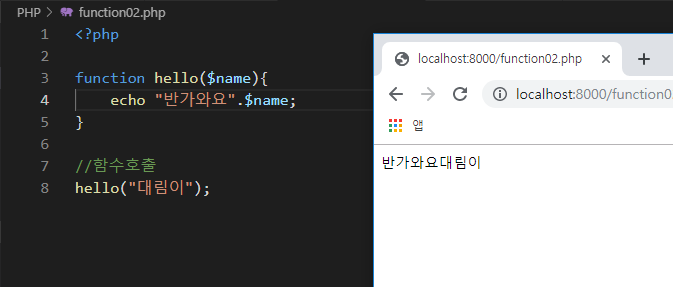 PHP > function02.php
1 <?php
2
3 function hello($name){
4 echo "반가와요".$name;
5 }
6
7 //함수호출
8 hello("대림이");
localhost:8000/function02.php
localhost:8000/function0
앱
반가와요대림이